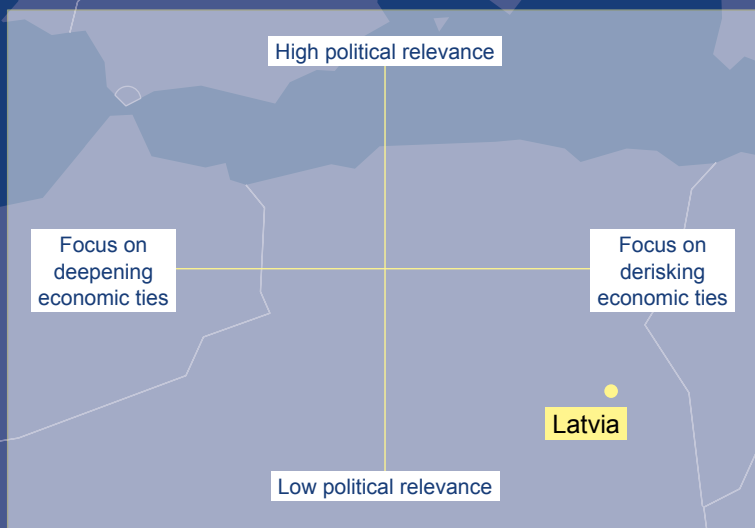 High political relevance
Focus on
deepening
economic ties
Focus on
derisking
economic ties
Latvia
Low political relevance